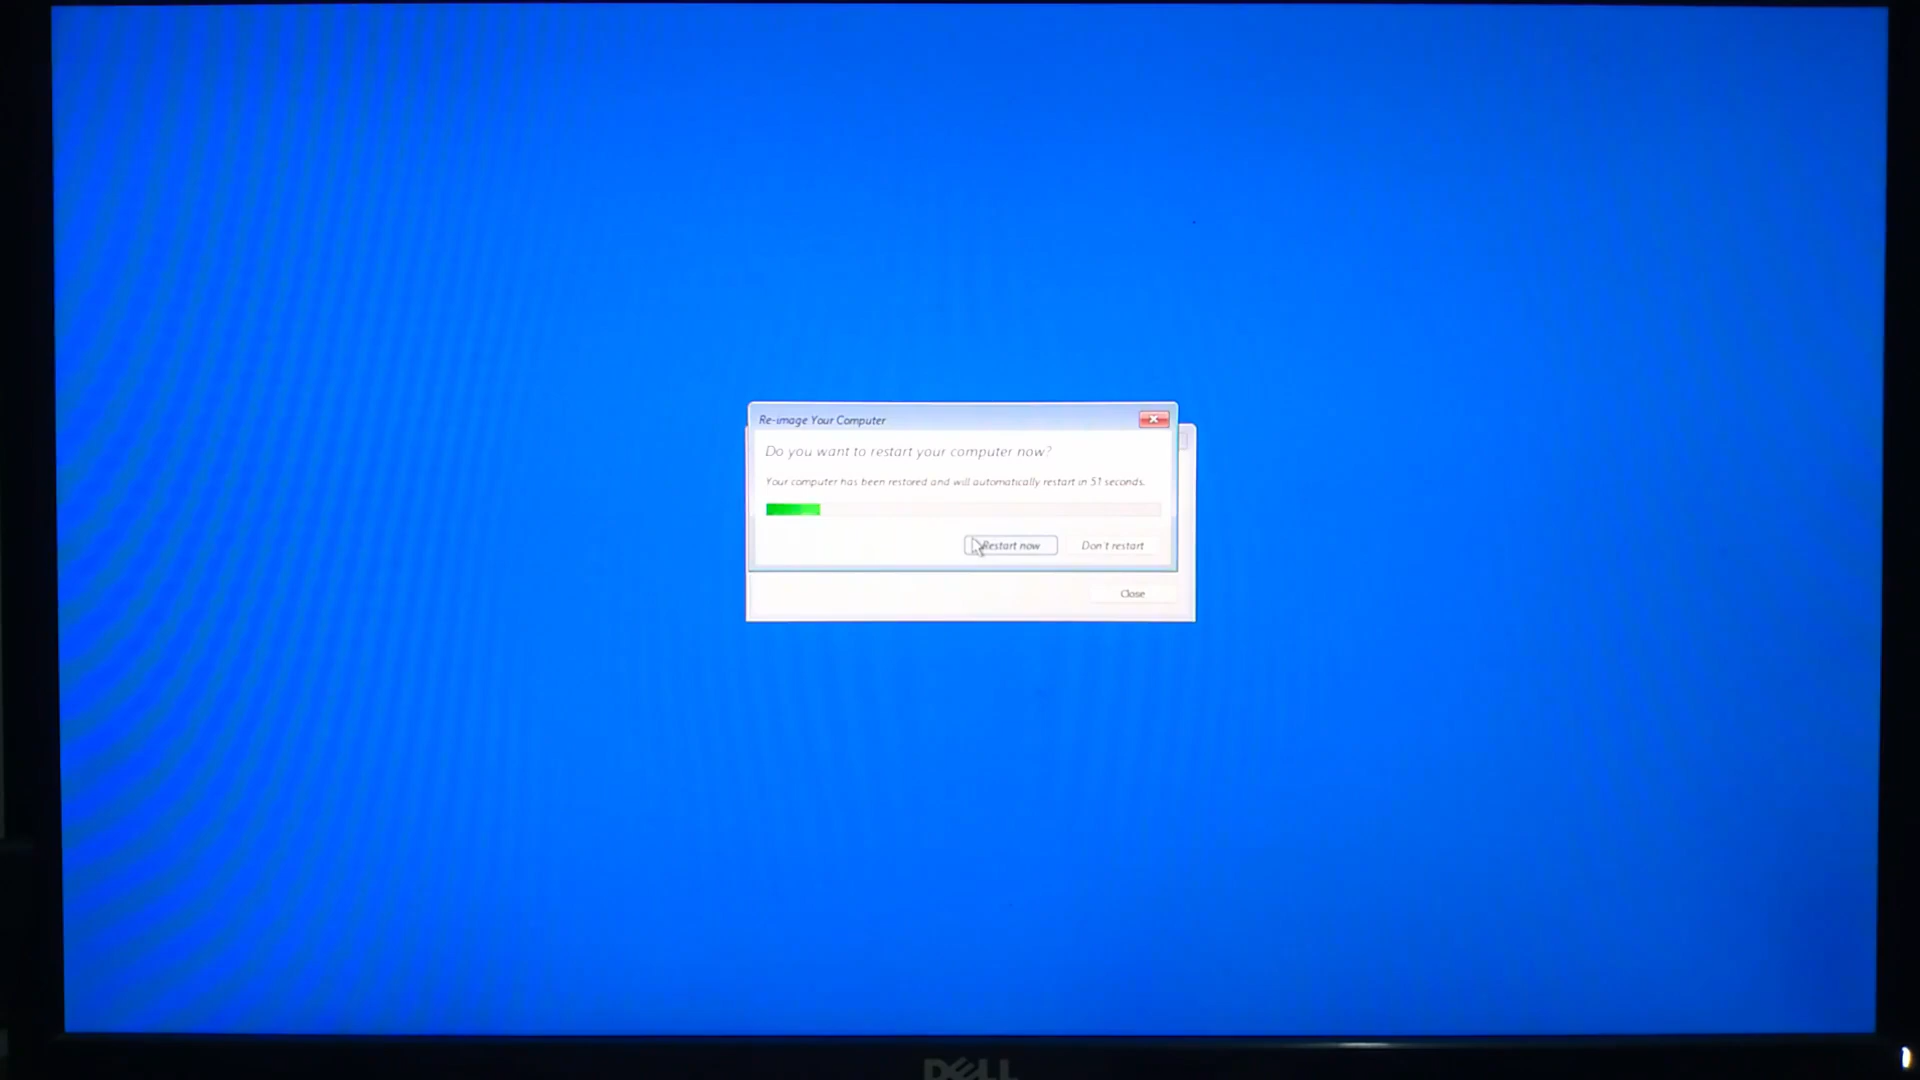 Re-image Your Computer
Do you want to restart your computer now?
Your computer has been restored and will automatically restart in 51 seconds.
Restart now
Don't restart
Close
DELL